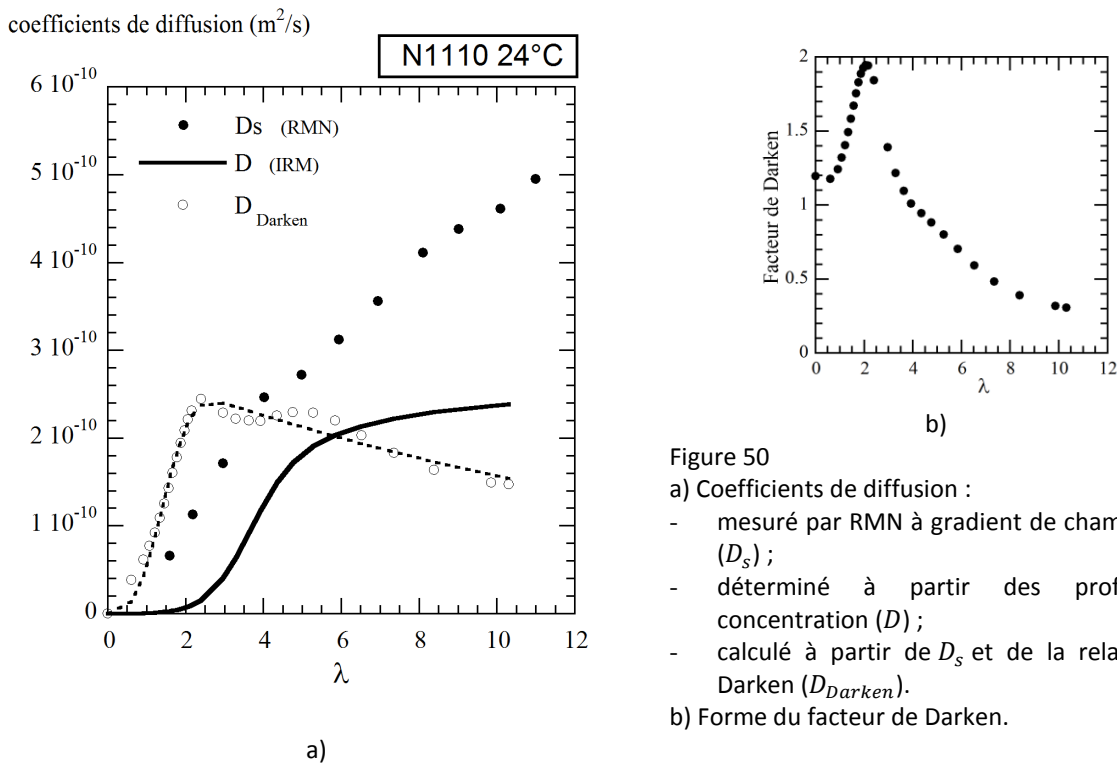 coefficients de diffusion (m²/s)
N1110 24°C
6 10⁻¹⁰
5 10⁻¹⁰
4 10⁻¹⁰
3 10⁻¹⁰
2 10⁻¹⁰
1 10⁻¹⁰
0
Ds (RMN)
D (IRM)
D Darken
0 2 4 6 8 10 12
λ
a)
Facteur de Darken
2
1.5
1
0.5
0
0 2 4 6 8 10 12
λ
b)
Figure 50
a) Coefficients de diffusion :
- mesuré par RMN à gradient de cham
(Dₛ) ;
- déterminé à partir des prof
concentration (D) ;
- calculé à partir de Dₛ et de la rela
Darken (D_Darken).
b) Forme du facteur de Darken.